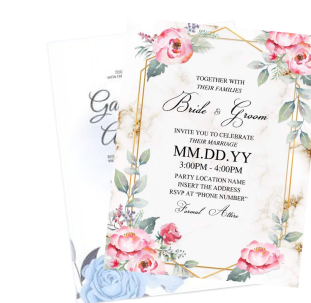 TOGETHER WITH
THEIR FAMILIES
Bride & Groom
INVITE YOU TO CELEBRATE
THEIR MARRIAGE
MM.DD.YY
3:00PM - 4:00PM
PARTY LOCATION NAME
INSERT THE ADDRESS
RSVP AT "PHONE NUMBER"
Formal Attire